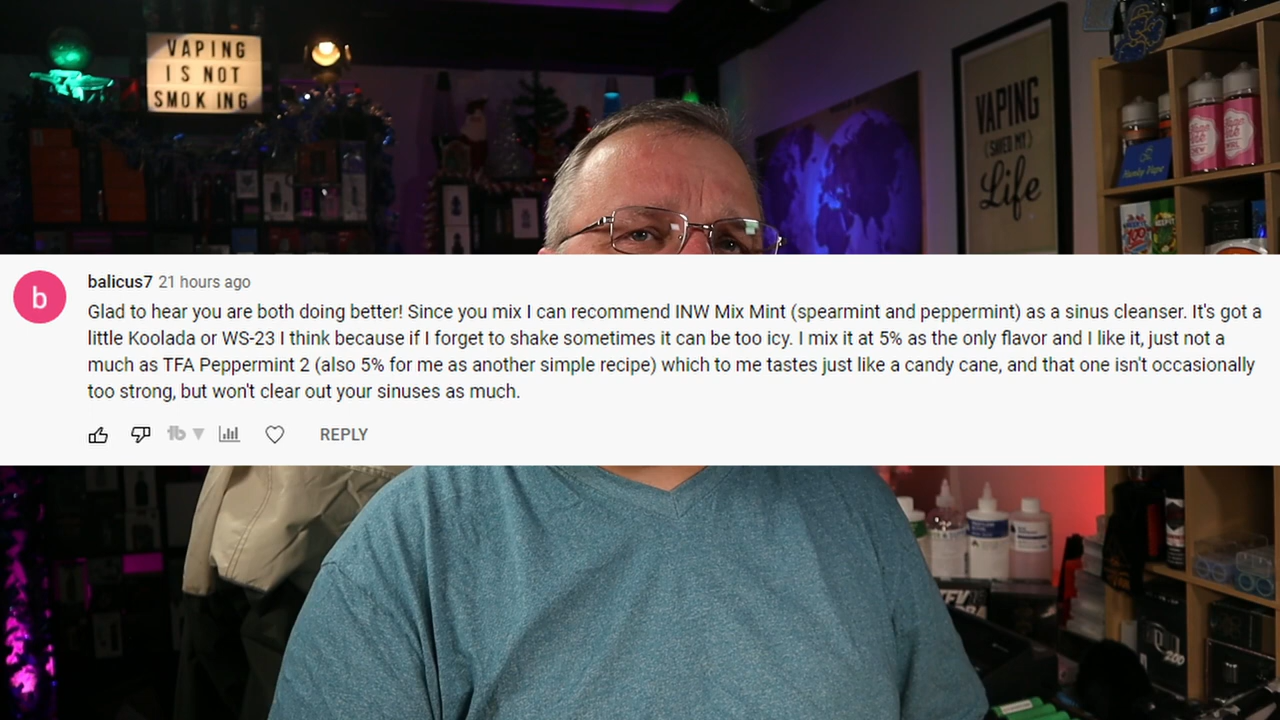 VAPING
IS NOT
SMOKING
VAPING
(SAVED MY)
Life
balicus7 21 hours ago
Glad to hear you are both doing better! Since you mix I can recommend INW Mix Mint (spearmint and peppermint) as a sinus cleanser. It's got a
little Koolada or WS-23 I think because if I forget to shake sometimes it can be too icy. I mix it at 5% as the only flavor and I like it, just not a
much as TFA Peppermint 2 (also 5% for me as another simple recipe) which to me tastes just like a candy cane, and that one isn't occasionally
too strong, but won't clear out your sinuses as much.
REPLY
b
200